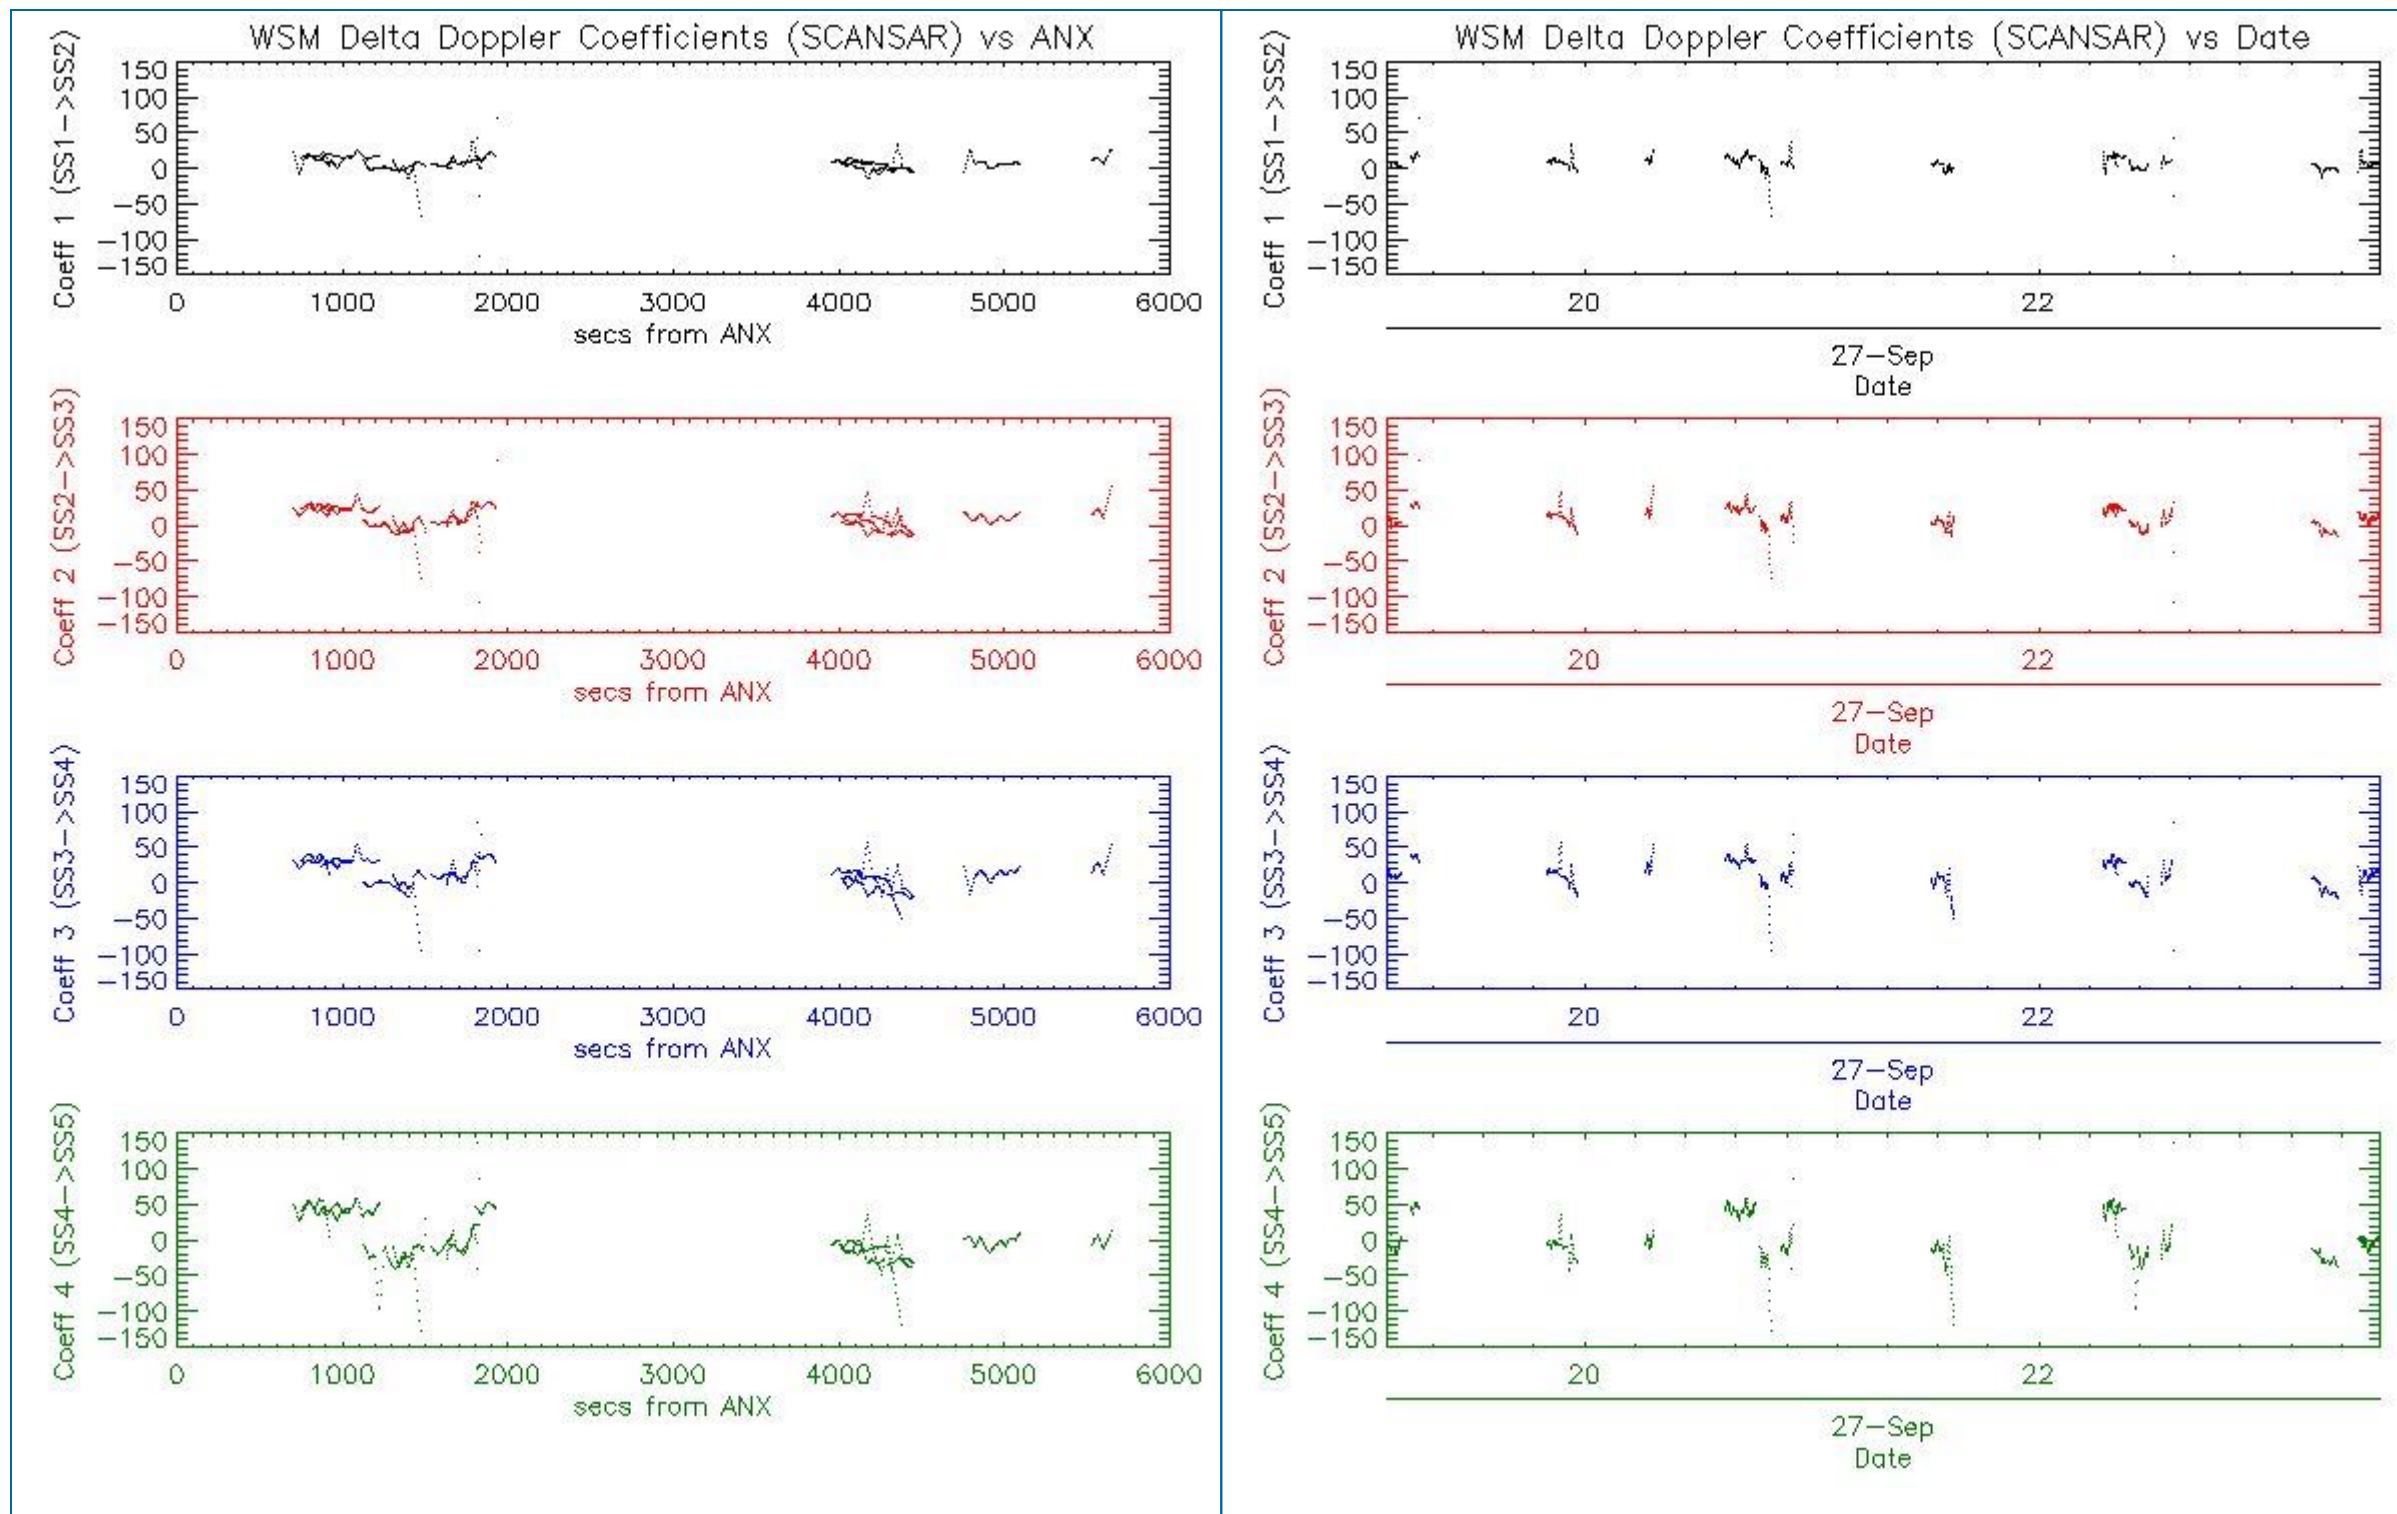 WSM Delta Doppler Coefficients (SCANSAR) vs ANX
Coeff 1 (SS1->SS2)
150
100
50
0
-50
-100
-150
0 1000 2000 3000 4000 5000 6000
secs from ANX
Coeff 2 (SS2->SS3)
150
100
50
0
-50
-100
-150
0 1000 2000 3000 4000 5000 6000
secs from ANX
Coeff 3 (SS3->SS4)
150
100
50
0
-50
-100
-150
0 1000 2000 3000 4000 5000 6000
secs from ANX
Coeff 4 (SS4->SS5)
150
100
50
0
-50
-100
-150
0 1000 2000 3000 4000 5000 6000
secs from ANX
WSM Delta Doppler Coefficients (SCANSAR) vs Date
Coeff 1 (SS1->SS2)
150
100
50
0
-50
-100
-150
20 22
27-Sep
Date
Coeff 2 (SS2->SS3)
150
100
50
0
-50
-100
-150
20 22
27-Sep
Date
Coeff 3 (SS3->SS4)
150
100
50
0
-50
-100
-150
20 22
27-Sep
Date
Coeff 4 (SS4->SS5)
150
100
50
0
-50
-100
-150
20 22
27-Sep
Date